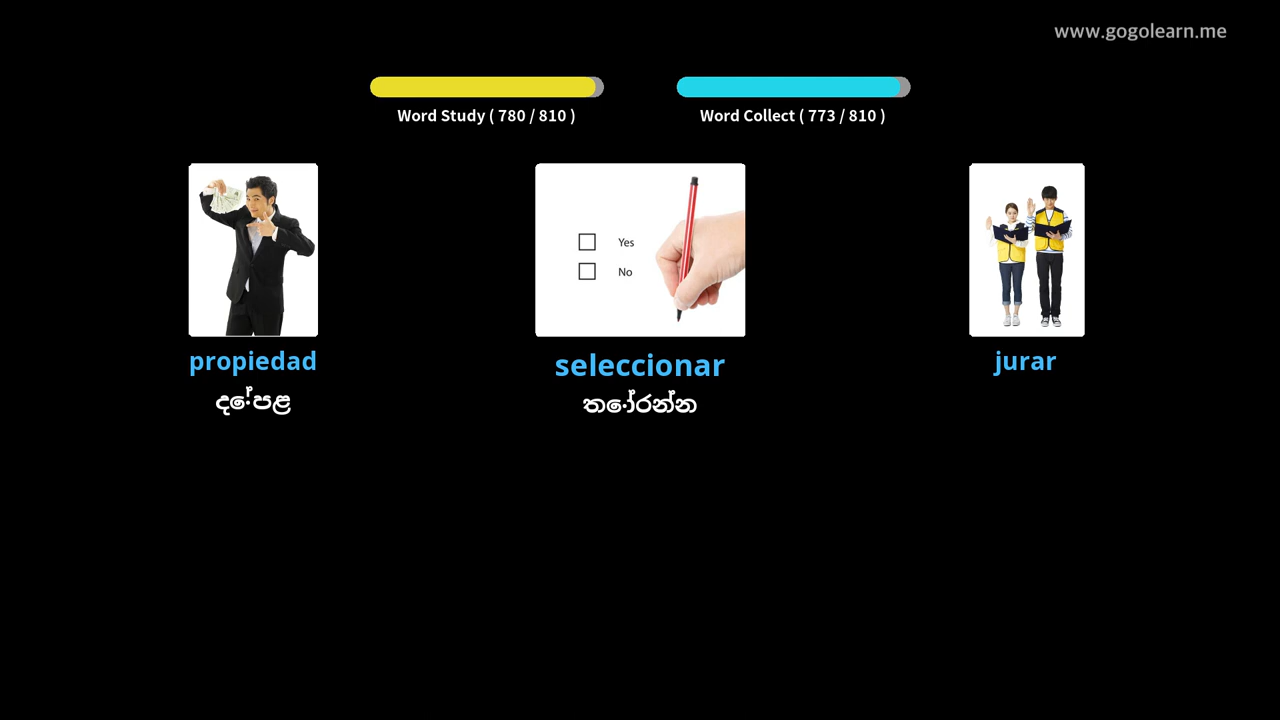 www.gogolearn.me
Word Study ( 780 / 810 )
Word Collect ( 773 / 810 )
Yes
No
propiedad
seleccionar
jurar
දේපළ
තෝරන්න